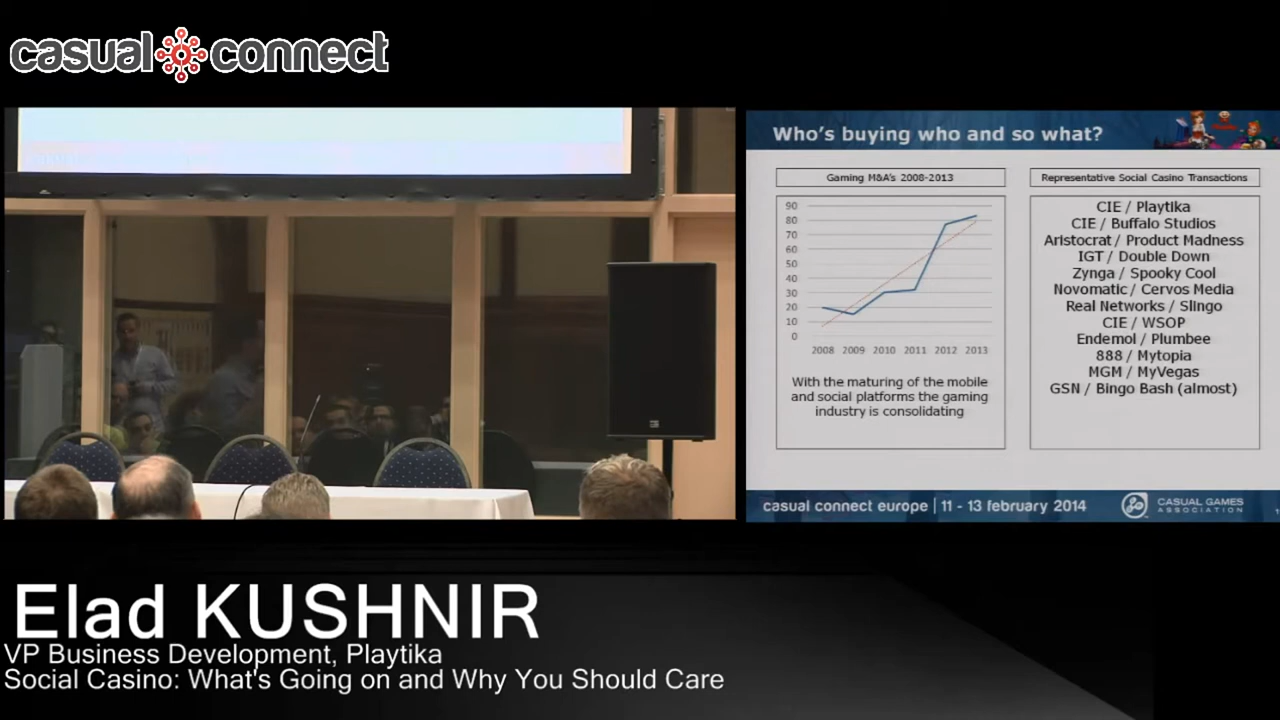 casual connect
Who's buying who and so what?
Gaming M&A's 2008-2013
90
80
70
60
50
40
30
20
10
0
2008 2009 2010 2011 2012 2013
With the maturing of the mobile
and social platforms the gaming
industry is consolidating
Representative Social Casino Transactions
CIE / Playtika
CIE / Buffalo Studios
Aristocrat / Product Madness
IGT / Double Down
Zynga / Spooky Cool
Novomatic / Cervos Media
Real Networks / Slingo
CIE / WSOP
Endemol / Plumbee
888 / Mytopia
MGM / MyVegas
GSN / Bingo Bash (almost)
casual connect europe | 11 - 13 february 2014
CASUAL GAMES
ASSOCIATION
Elad KUSHNIR
VP Business Development, Playtika
Social Casino: What's Going on and Why You Should Care